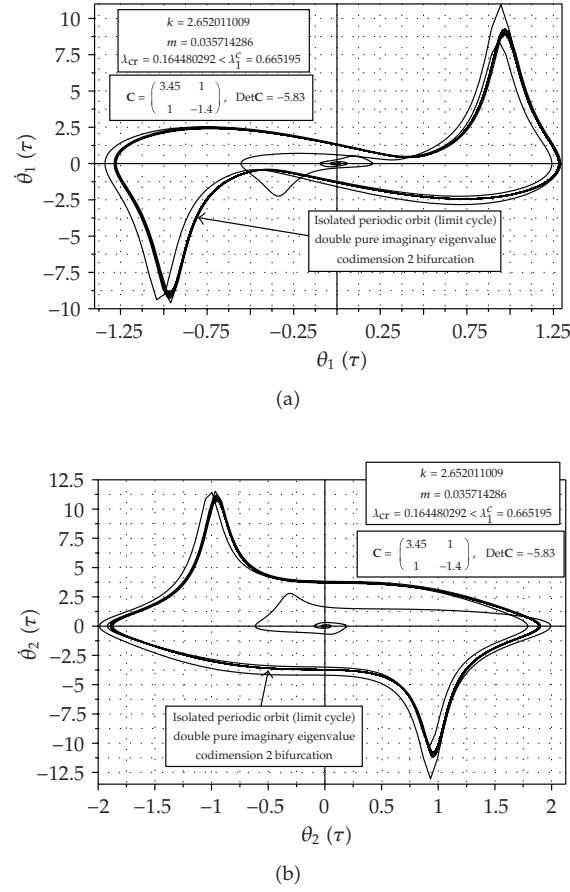 10
7.5
5
2.5
0
−2.5
−5
−7.5
−10
θ̇₁ (τ)
k = 2.652011009
m = 0.035714286
λcr = 0.164480292 < λ₁ᶜ = 0.665195
C = (3.45 1
1 −1.4), DetC = −5.83
Isolated periodic orbit (limit cycle)
double pure imaginary eigenvalue
codimension 2 bifurcation
−1.25 −0.75 −0.25 0.25 0.75 1.25
θ₁ (τ)
(a)
12.5
10
7.5
5
2.5
0
−2.5
−5
−7.5
−10
−12.5
θ̇₂ (τ)
k = 2.652011009
m = 0.035714286
λcr = 0.164480292 < λ₁ᶜ = 0.665195
C = (3.45 1
1 −1.4), DetC = −5.83
Isolated periodic orbit (limit cycle)
double pure imaginary eigenvalue
codimension 2 bifurcation
−2 −1.5 −1 −0.5 0 0.5 1 1.5 2
θ₂ (τ)
(b)